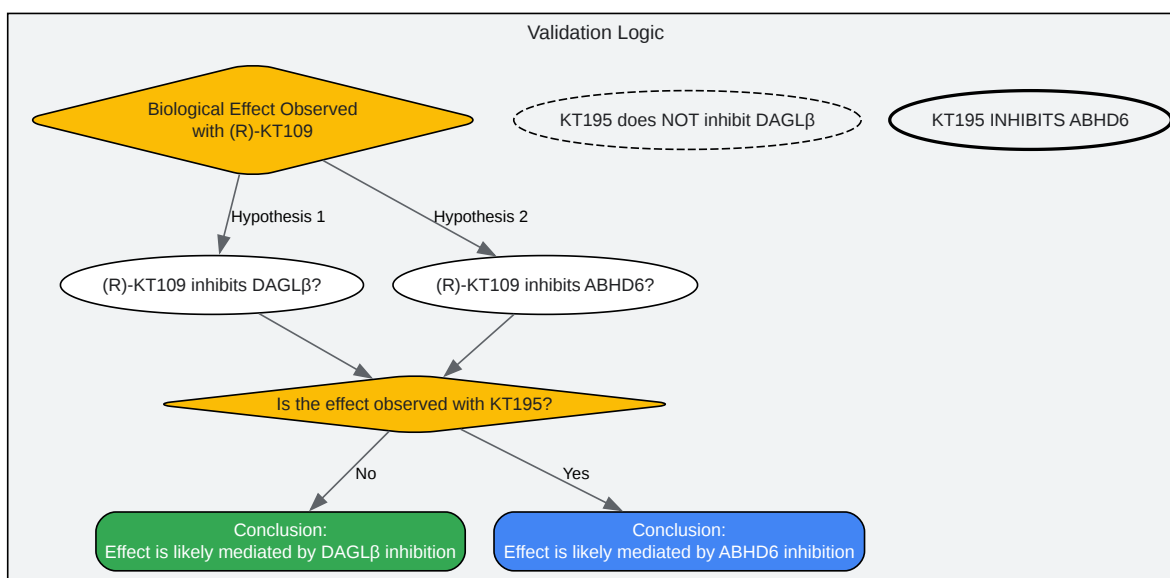 Validation Logic
Biological Effect Observed
with (R)-KT109
KT195 does NOT inhibit DAGLβ
KT195 INHIBITS ABHD6
Hypothesis 1
Hypothesis 2
(R)-KT109 inhibits DAGLβ?
(R)-KT109 inhibits ABHD6?
Is the effect observed with KT195?
No
Yes
Conclusion:
Effect is likely mediated by DAGLβ inhibition
Conclusion:
Effect is likely mediated by ABHD6 inhibition